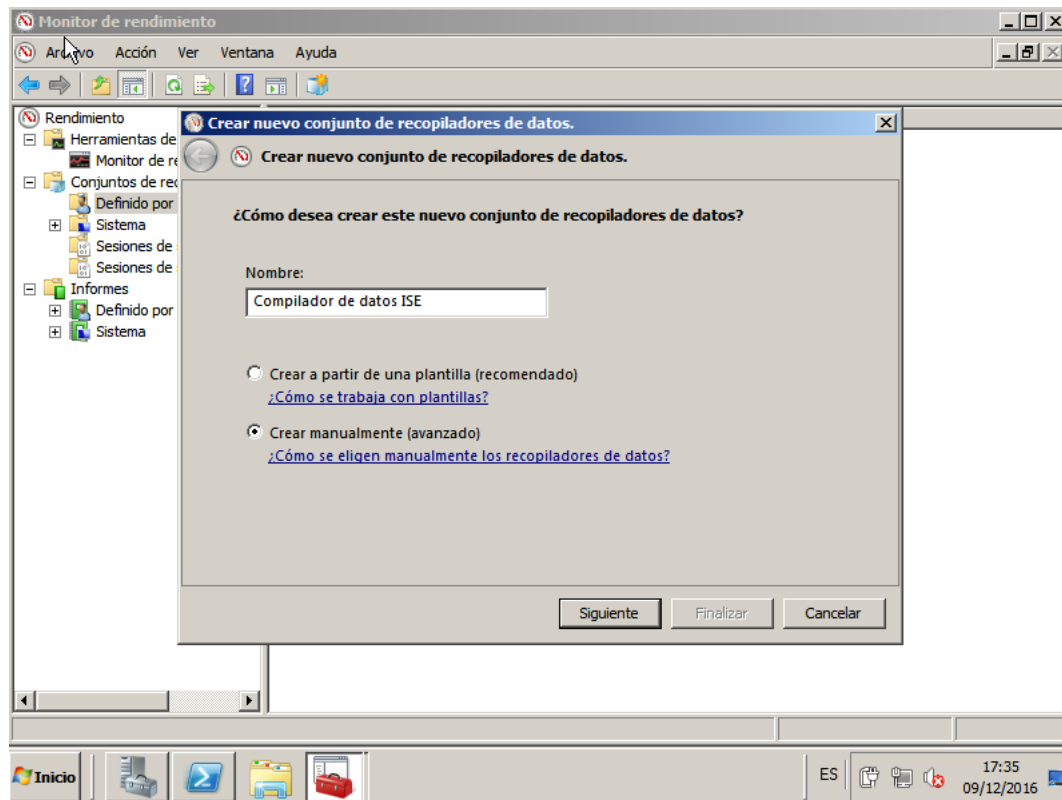 Monitor de rendimiento
Archivo Acción Ver Ventana Ayuda
Rendimiento
Herramientas de
Monitor de re
Conjuntos de rec
Definido por
Sistema
Sesiones de
Sesiones de
Informes
Definido por
Sistema
Crear nuevo conjunto de recopiladores de datos.
Crear nuevo conjunto de recopiladores de datos.
¿Cómo desea crear este nuevo conjunto de recopiladores de datos?
Nombre:
Compilador de datos ISE
Crear a partir de una plantilla (recomendado)
¿Cómo se trabaja con plantillas?
Crear manualmente (avanzado)
¿Cómo se eligen manualmente los recopiladores de datos?
Siguiente Finalizar Cancelar
Inicio ES 17:35
09/12/2016